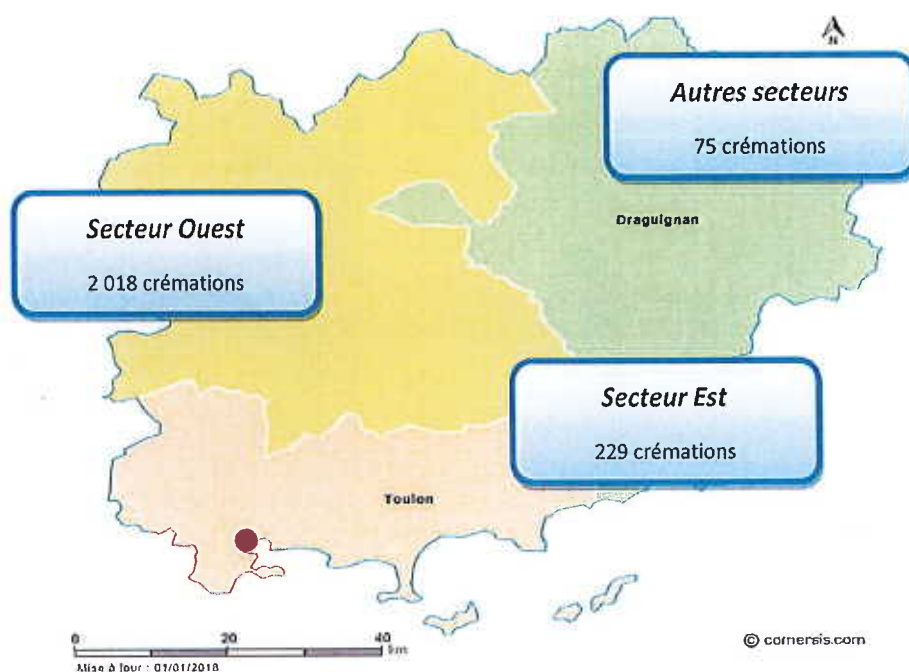 N
Autres secteurs
75 crémations
Draguignan
Secteur Ouest
2 018 crémations
Secteur Est
229 crémations
Toulon
0 20 40
km
© comersis.com
Mise à jour : 01/01/2018